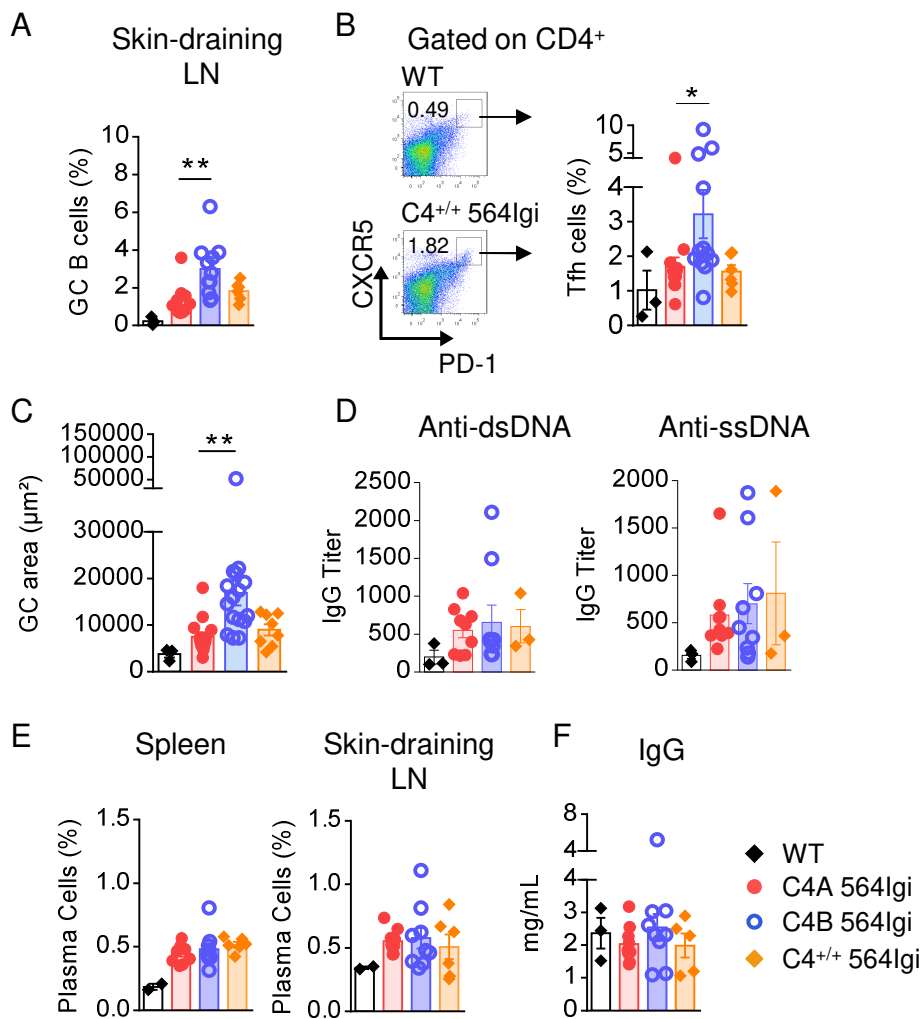 A
Skin-draining
LN
GC B cells (%)
10
8
6
4
2
0
**
B
Gated on CD4+
WT
0.49
C4+/+ 564Igi
1.82
CXCR5
PD-1
Tfh cells (%)
10
5
4
3
2
1
0
*
C
GC area (µm²)
150000
100000
50000
30000
20000
10000
0
**
D
Anti-dsDNA
IgG Titer
2500
2000
1500
1000
500
0
Anti-ssDNA
IgG Titer
2000
1500
1000
500
0
E
Spleen
Plasma Cells (%)
1.5
1.0
0.5
0.0
Skin-draining
LN
Plasma Cells (%)
1.5
1.0
0.5
0.0
F
IgG
mg/mL
8
4
4
3
2
1
0
WT
C4A 564Igi
C4B 564Igi
C4+/+ 564Igi